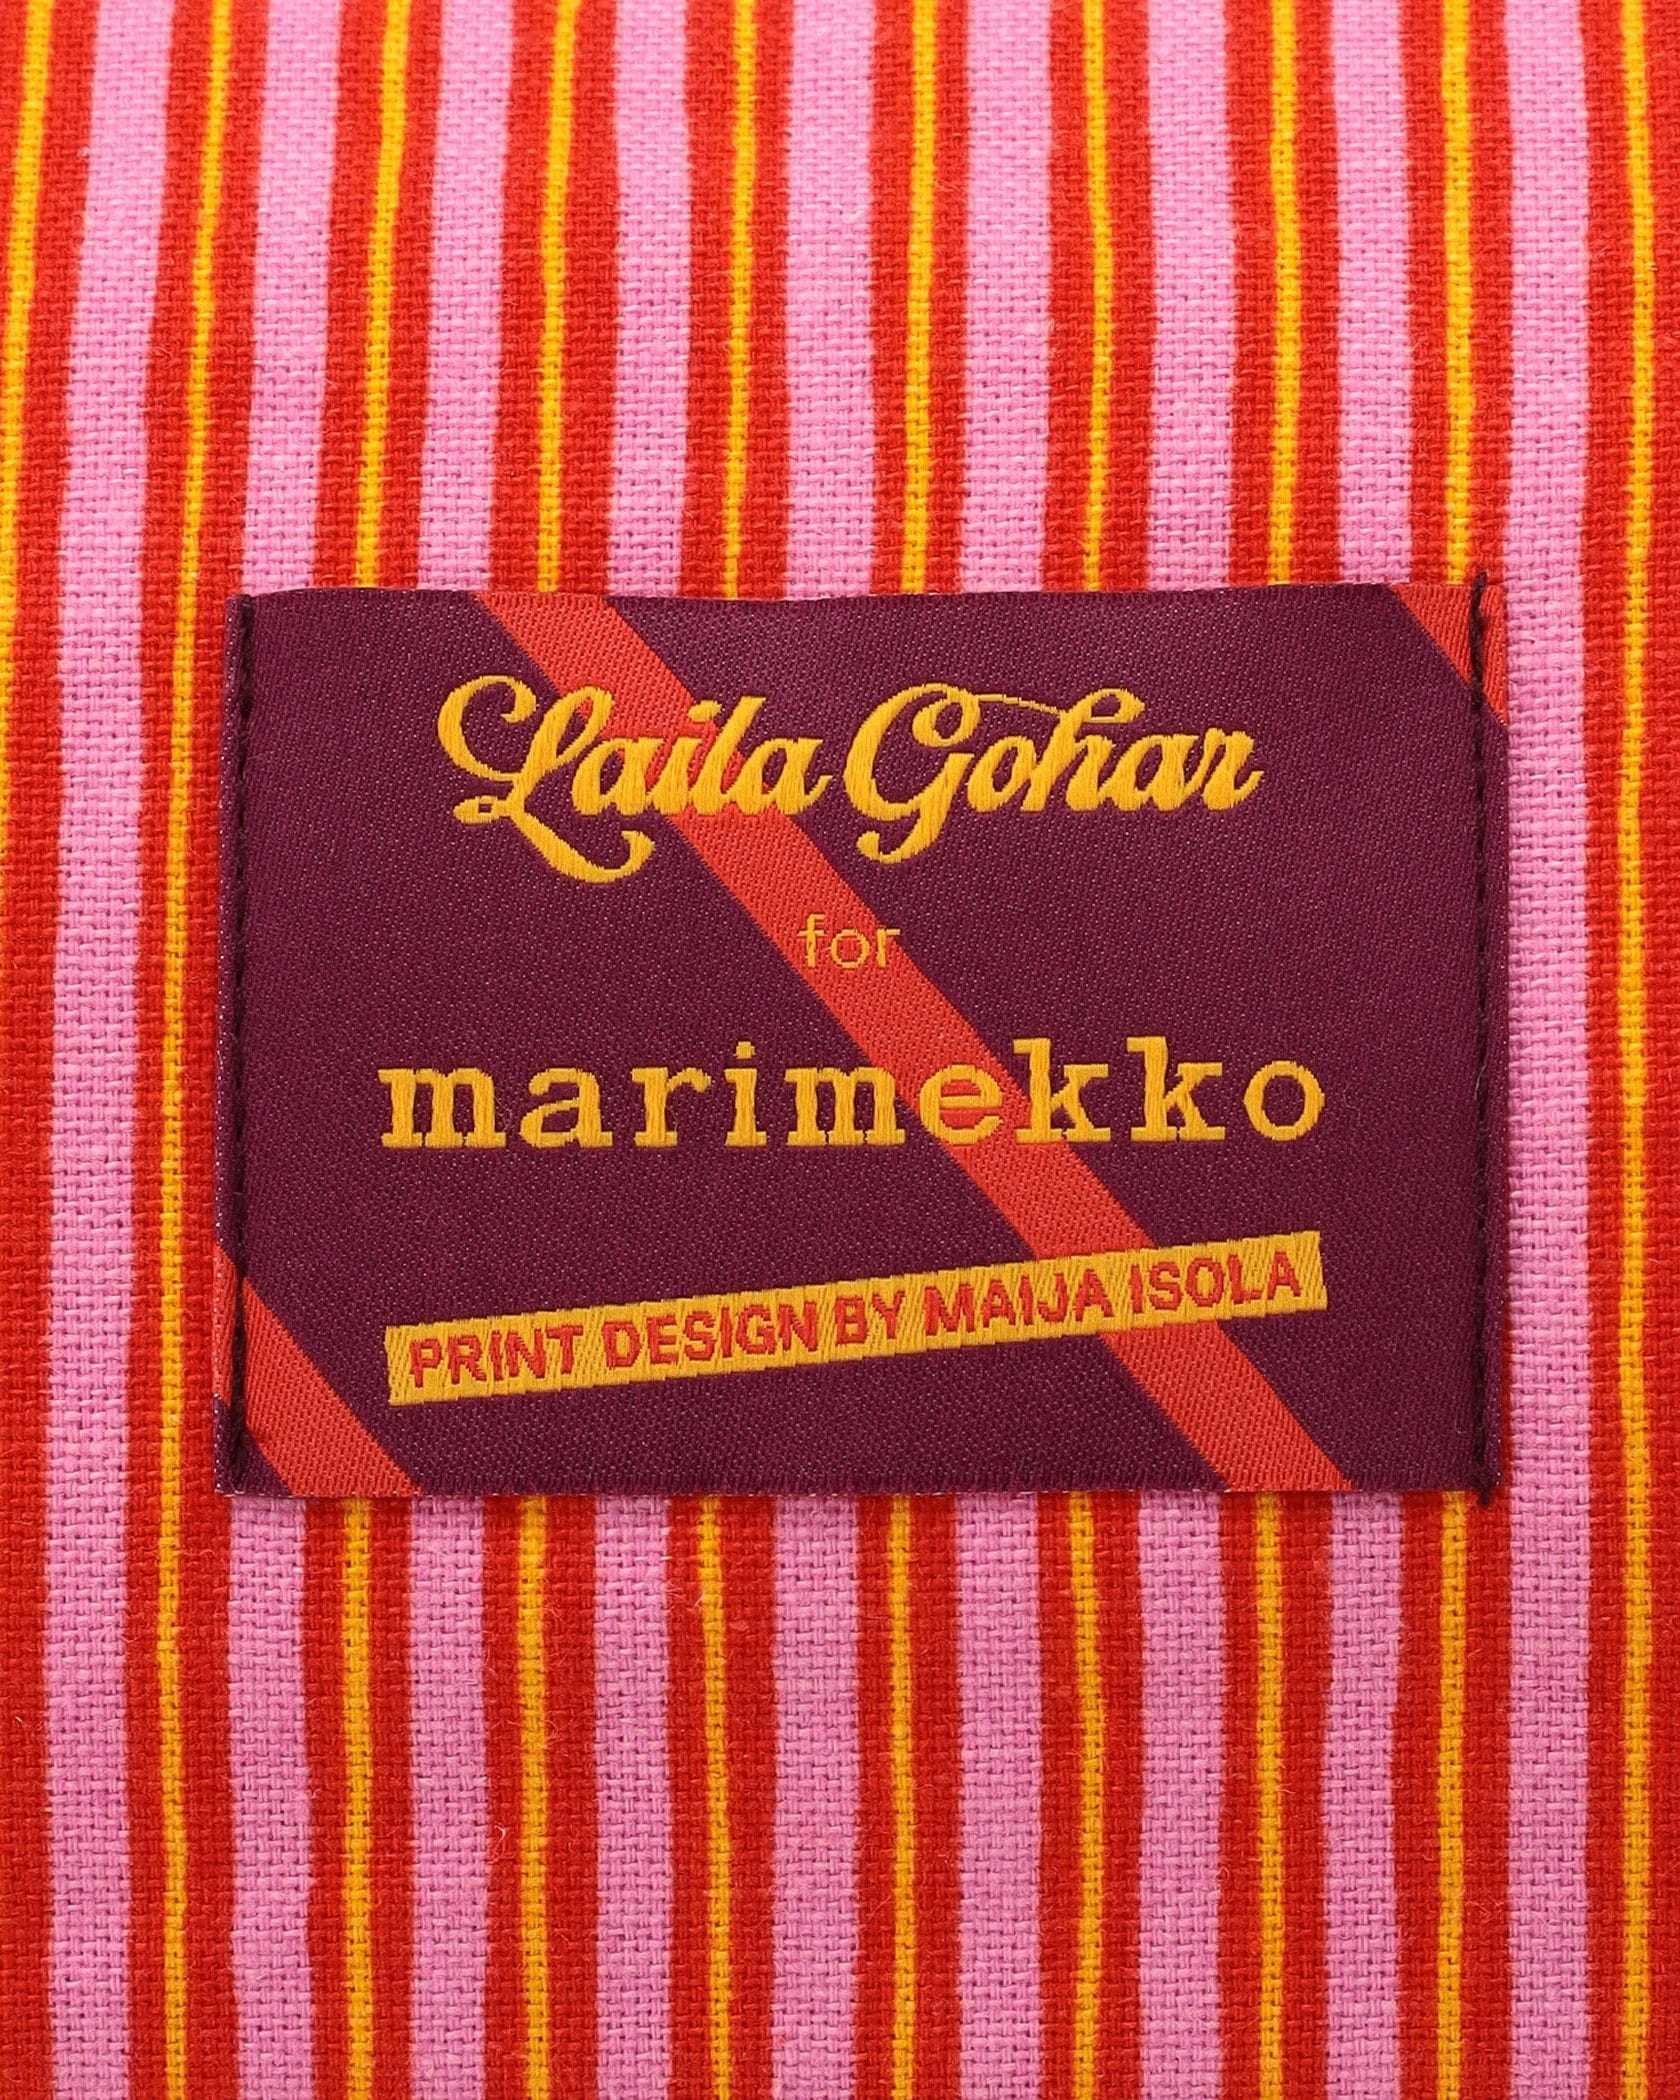 Laila Gohar
for
marimekko
PRINT DESIGN BY MAIJA ISOLA